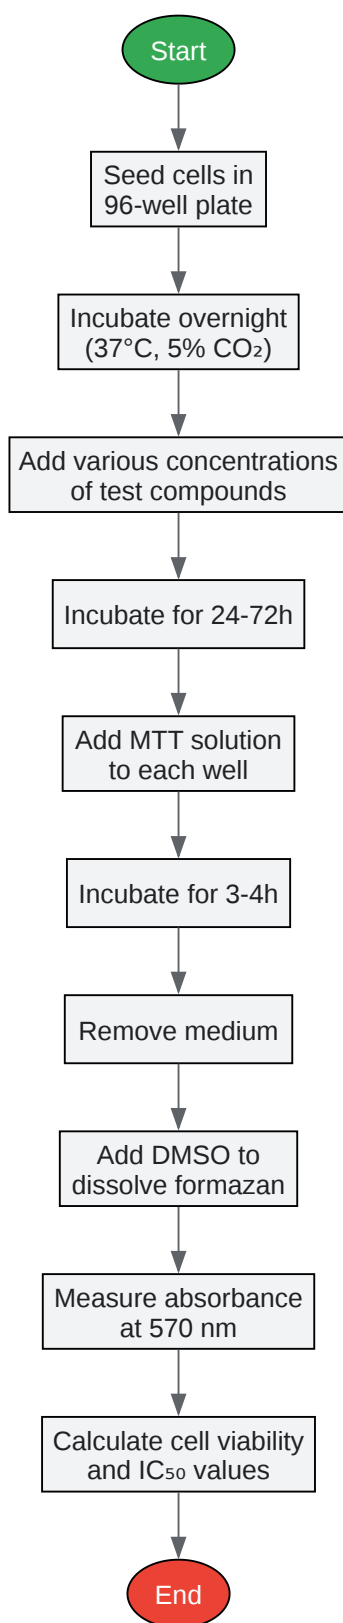 Start
Seed cells in
96-well plate
Incubate overnight
(37°C, 5% CO₂)
Add various concentrations
of test compounds
Incubate for 24-72h
Add MTT solution
to each well
Incubate for 3-4h
Remove medium
Add DMSO to
dissolve formazan
Measure absorbance
at 570 nm
Calculate cell viability
and IC₅₀ values
End